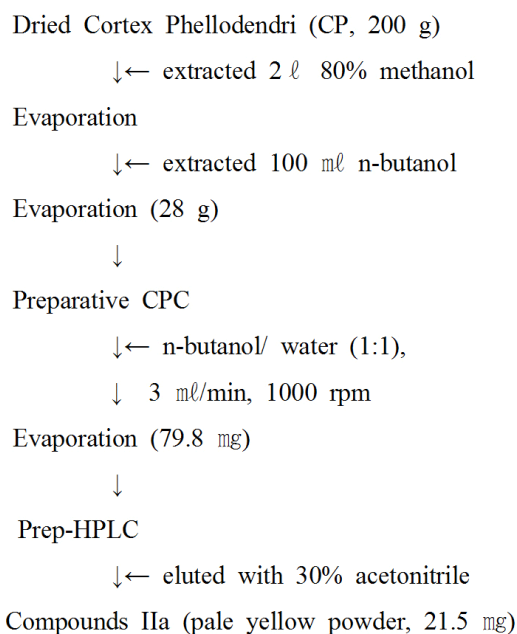 Dried Cortex Phellodendri (CP, 200 g)
↓← extracted 2 ℓ 80% methanol
Evaporation
↓← extracted 100 ㎖ n-butanol
Evaporation (28 g)
↓
Preparative CPC
↓← n-butanol/ water (1:1),
↓ 3 ㎖/min, 1000 rpm
Evaporation (79.8 ㎎)
↓
Prep-HPLC
↓← eluted with 30% acetonitrile
Compounds IIa (pale yellow powder, 21.5 ㎎)